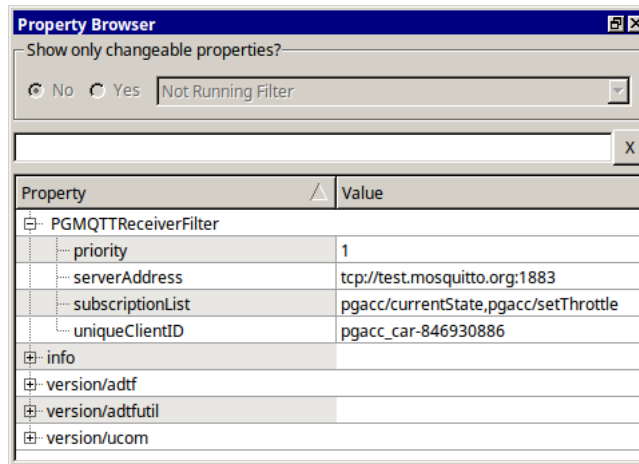 Property Browser
Show only changeable properties?
No Yes Not Running Filter
X
Property Value
PGMQTTReceiverFilter
priority 1
serverAddress tcp://test.mosquitto.org:1883
subscriptionList pgacc/currentState,pgacc/setThrottle
uniqueClientID pgacc_car-846930886
info
version/adtf
version/adtfutil
version/ucom